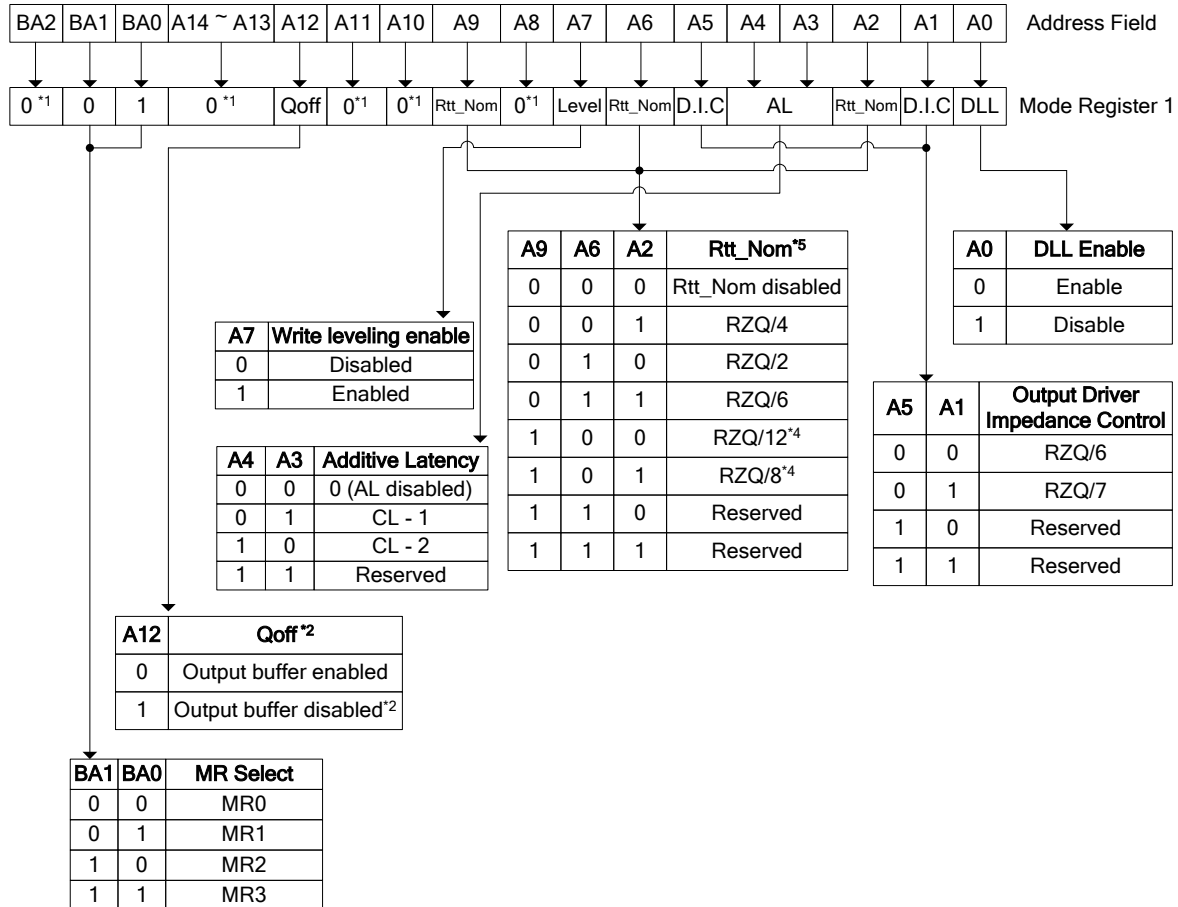 BA2 BA1 BA0 A14 ~ A13 A12 A11 A10 A9 A8 A7 A6 A5 A4 A3 A2 A1 A0 Address Field
0*1 0 1 0*1 Qoff 0*1 0*1 Rtt_Nom 0*1 Level Rtt_Nom D.I.C AL Rtt_Nom D.I.C DLL Mode Register 1
A9 A6 A2 Rtt_Nom*5
0 0 0 Rtt_Nom disabled
0 0 1 RZQ/4
0 1 0 RZQ/2
0 1 1 RZQ/6
1 0 0 RZQ/12*4
1 0 1 RZQ/8*4
1 1 0 Reserved
1 1 1 Reserved
A0 DLL Enable
0 Enable
1 Disable
A7 Write leveling enable
0 Disabled
1 Enabled
A5 A1 Output Driver
Impedance Control
0 0 RZQ/6
0 1 RZQ/7
1 0 Reserved
1 1 Reserved
A4 A3 Additive Latency
0 0 0 (AL disabled)
0 1 CL - 1
1 0 CL - 2
1 1 Reserved
A12 Qoff*2
0 Output buffer enabled
1 Output buffer disabled*2
BA1 BA0 MR Select
0 0 MR0
0 1 MR1
1 0 MR2
1 1 MR3